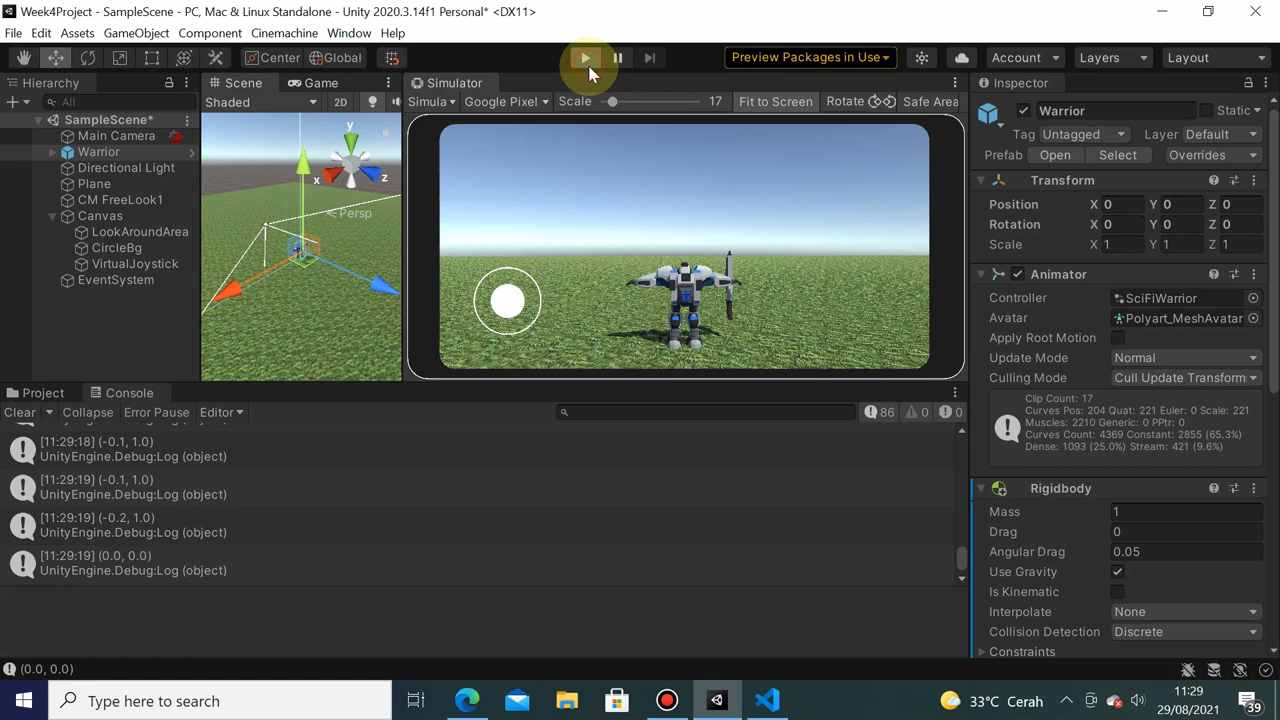 Week4Project - SampleScene - PC, Mac & Linux Standalone - Unity 2020.3.14f1 Personal* <DX11>
File Edit Assets GameObject Component Cinemachine Window Help
Center Global Preview Packages in Use Account Layers Layout
Hierarchy
All
SampleScene*
Main Camera
Warrior
Directional Light
Plane
CM FreeLook1
Canvas
LookAroundArea
CircleBg
VirtualJoystick
EventSystem
Scene Game
Shaded 2D
y
x
z
Persp
Simulator
Simula Google Pixel Scale 17 Fit to Screen Rotate Safe Area
Project Console
Clear Collapse Error Pause Editor 86 0 0
[11:29:18] (-0.1, 1.0)
UnityEngine.Debug:Log (object)
[11:29:19] (-0.1, 1.0)
UnityEngine.Debug:Log (object)
[11:29:19] (-0.2, 1.0)
UnityEngine.Debug:Log (object)
[11:29:19] (0.0, 0.0)
UnityEngine.Debug:Log (object)
(0.0, 0.0)
Inspector
Warrior Static
Tag Untagged Layer Default
Prefab Open Select Overrides
Transform
Position X 0 Y 0 Z 0
Rotation X 0 Y 0 Z 0
Scale X 1 Y 1 Z 1
Animator
Controller SciFiWarrior
Avatar Polyart_MeshAvatar
Apply Root Motion
Update Mode Normal
Culling Mode Cull Update Transform
Clip Count: 17
Curves Pos: 204 Quat: 221 Euler: 0 Scale: 221
Muscles: 2210 Generic: 0 PPtr: 0
Curves Count: 4369 Constant: 2855 (65.3%)
Dense: 1093 (25.0%) Stream: 421 (9.6%)
Rigidbody
Mass 1
Drag 0
Angular Drag 0.05
Use Gravity
Is Kinematic
Interpolate None
Collision Detection Discrete
Constraints
Type here to search
33°C Cerah
11:29
29/08/2021
39